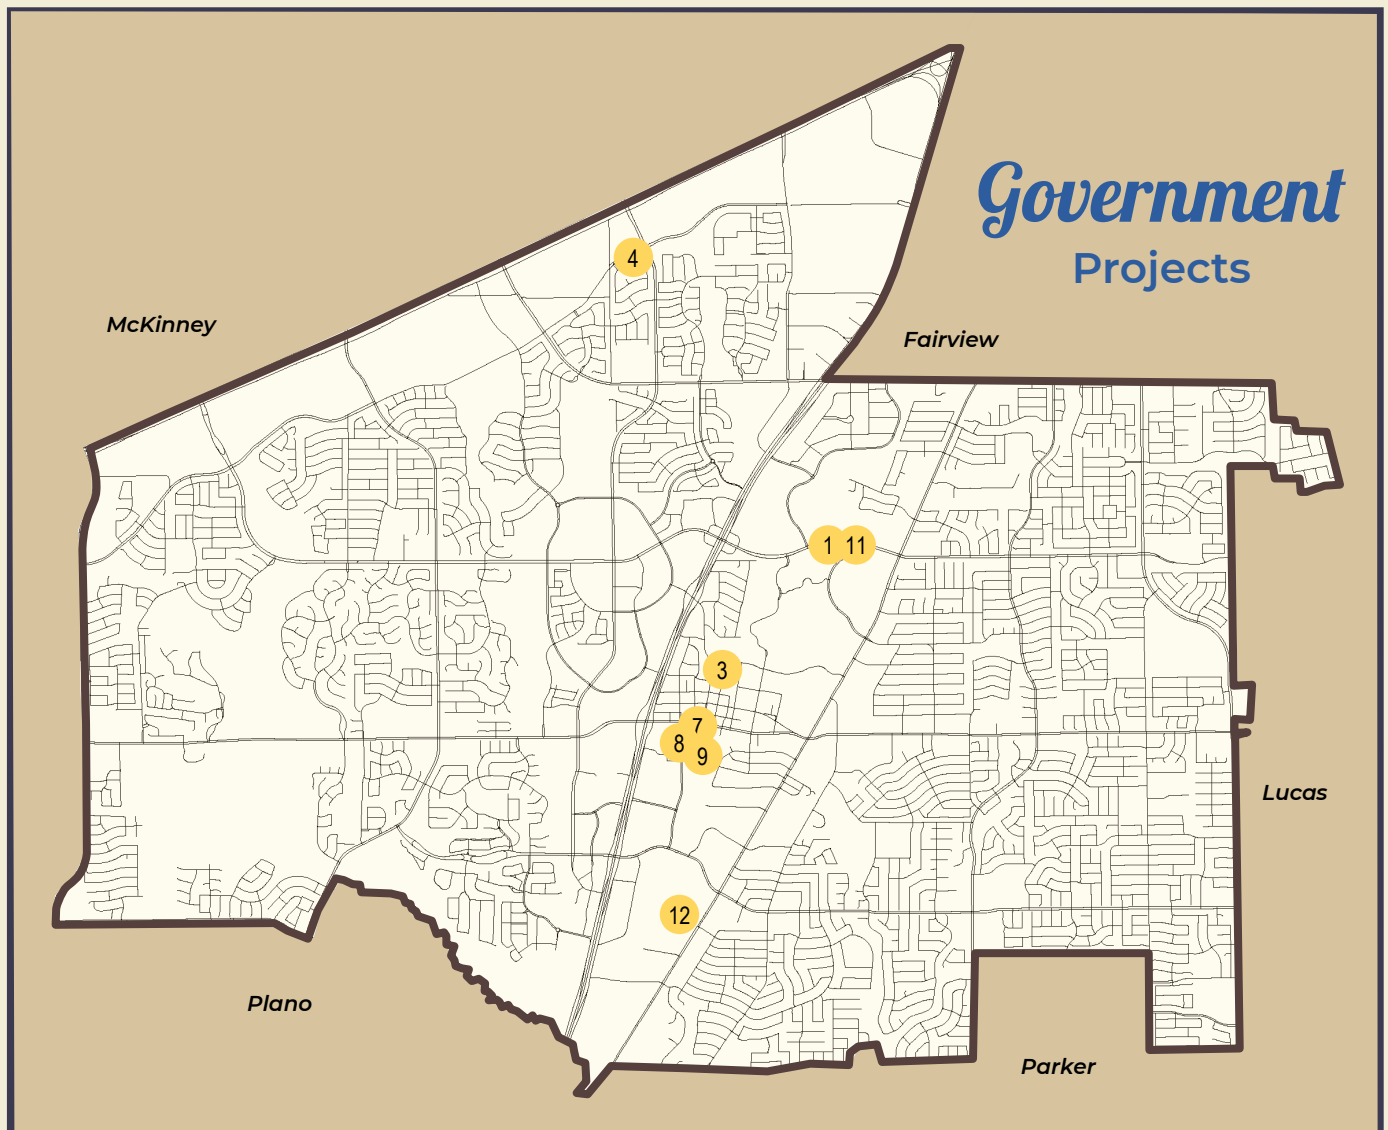 Government
Projects
4
McKinney
Fairview
1 11
3
7
8
9
Lucas
12
Plano
Parker